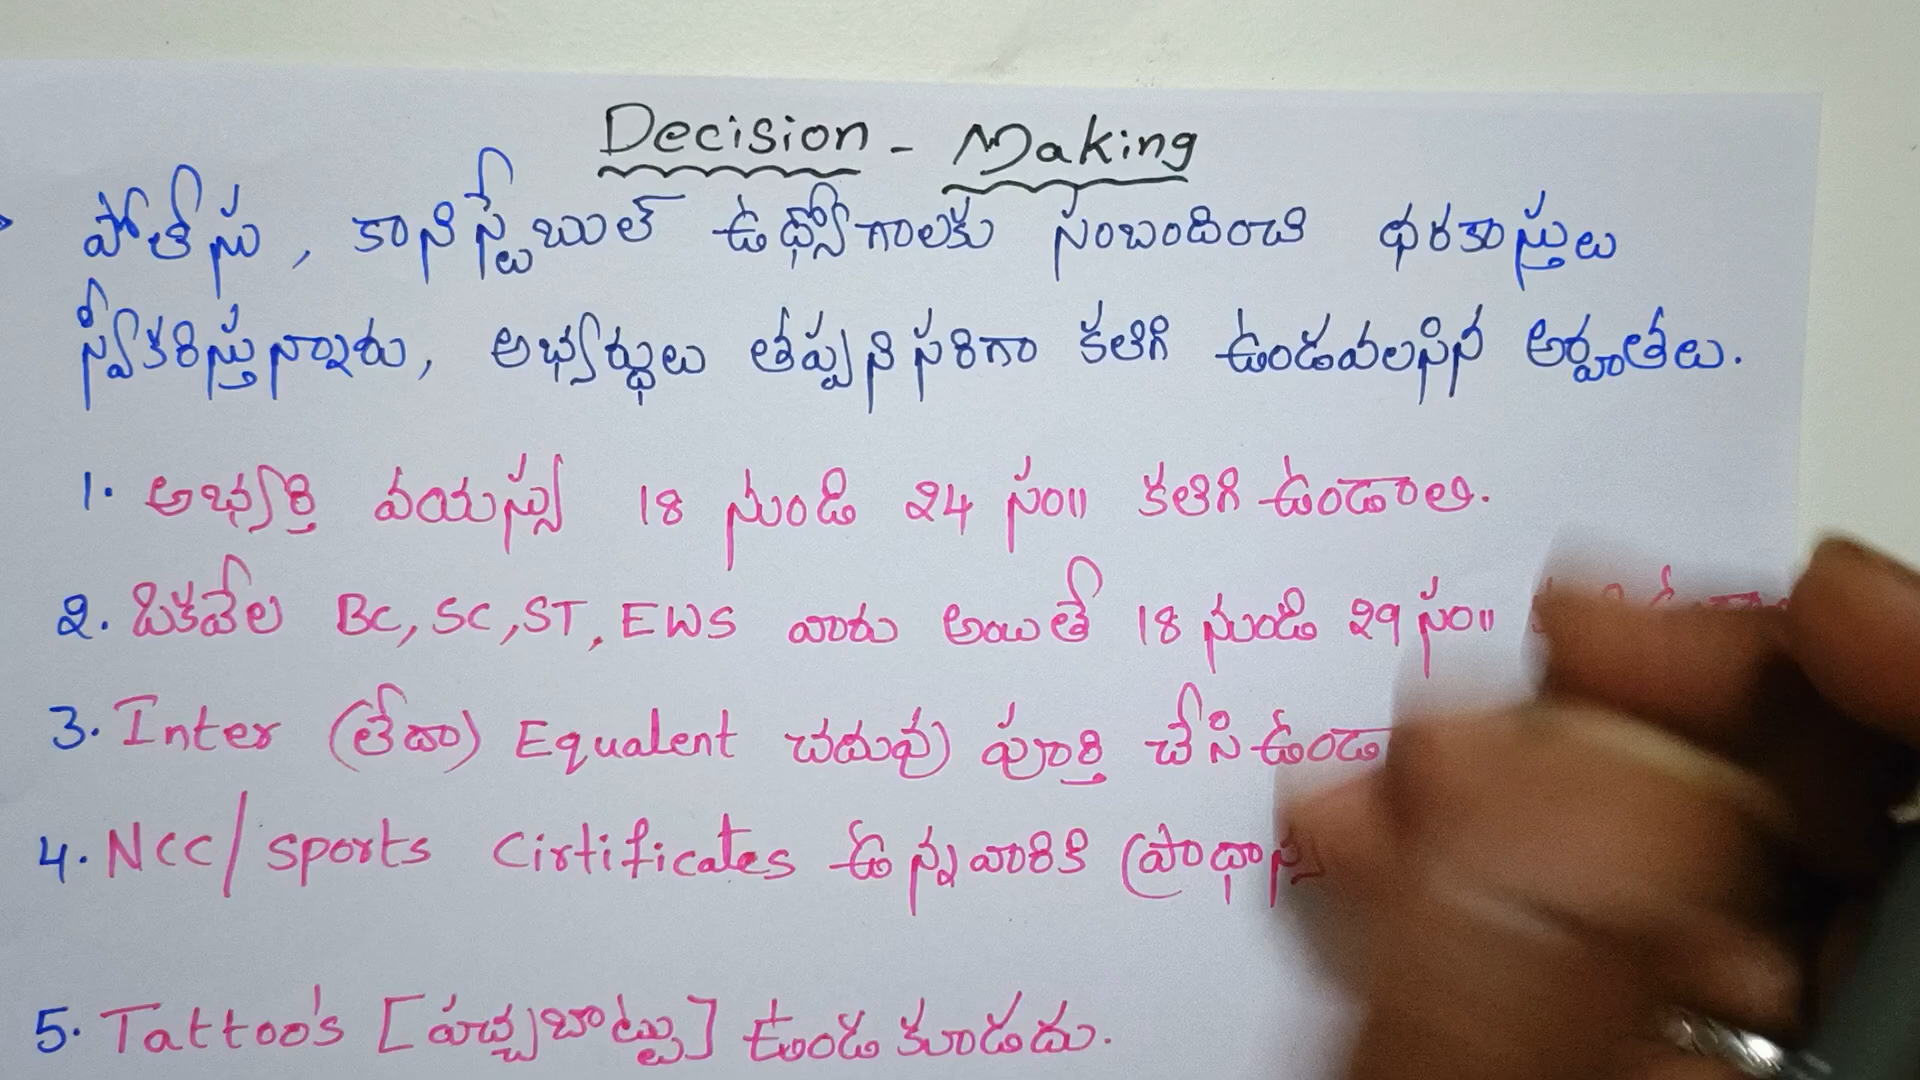 Decision - Making
పోలీసు, కానిస్టేబుల్ ఉద్యోగాలకు సంబందించి ధరకాస్తులు
స్వీకరిస్తున్నారు, అభ్యర్థులు తప్పనిసరిగా కలిగి ఉండవలసిన అర్హతలు.
1. అభ్యర్తి వయస్సు 18 నుండి 24 సం॥ కలిగి ఉండాలి.
2. ఒకవేల BC, SC, ST, EWS వారు అయితే 18 నుండి 29 సం॥
3. Inter (లేదా) Equalent చదువు పూర్తి చేసి
4. NCC/ sports Cirtificates ఉన్నవారికి
5. Tattoo's [పచ్చబొట్టు] ఉండకూడదు.